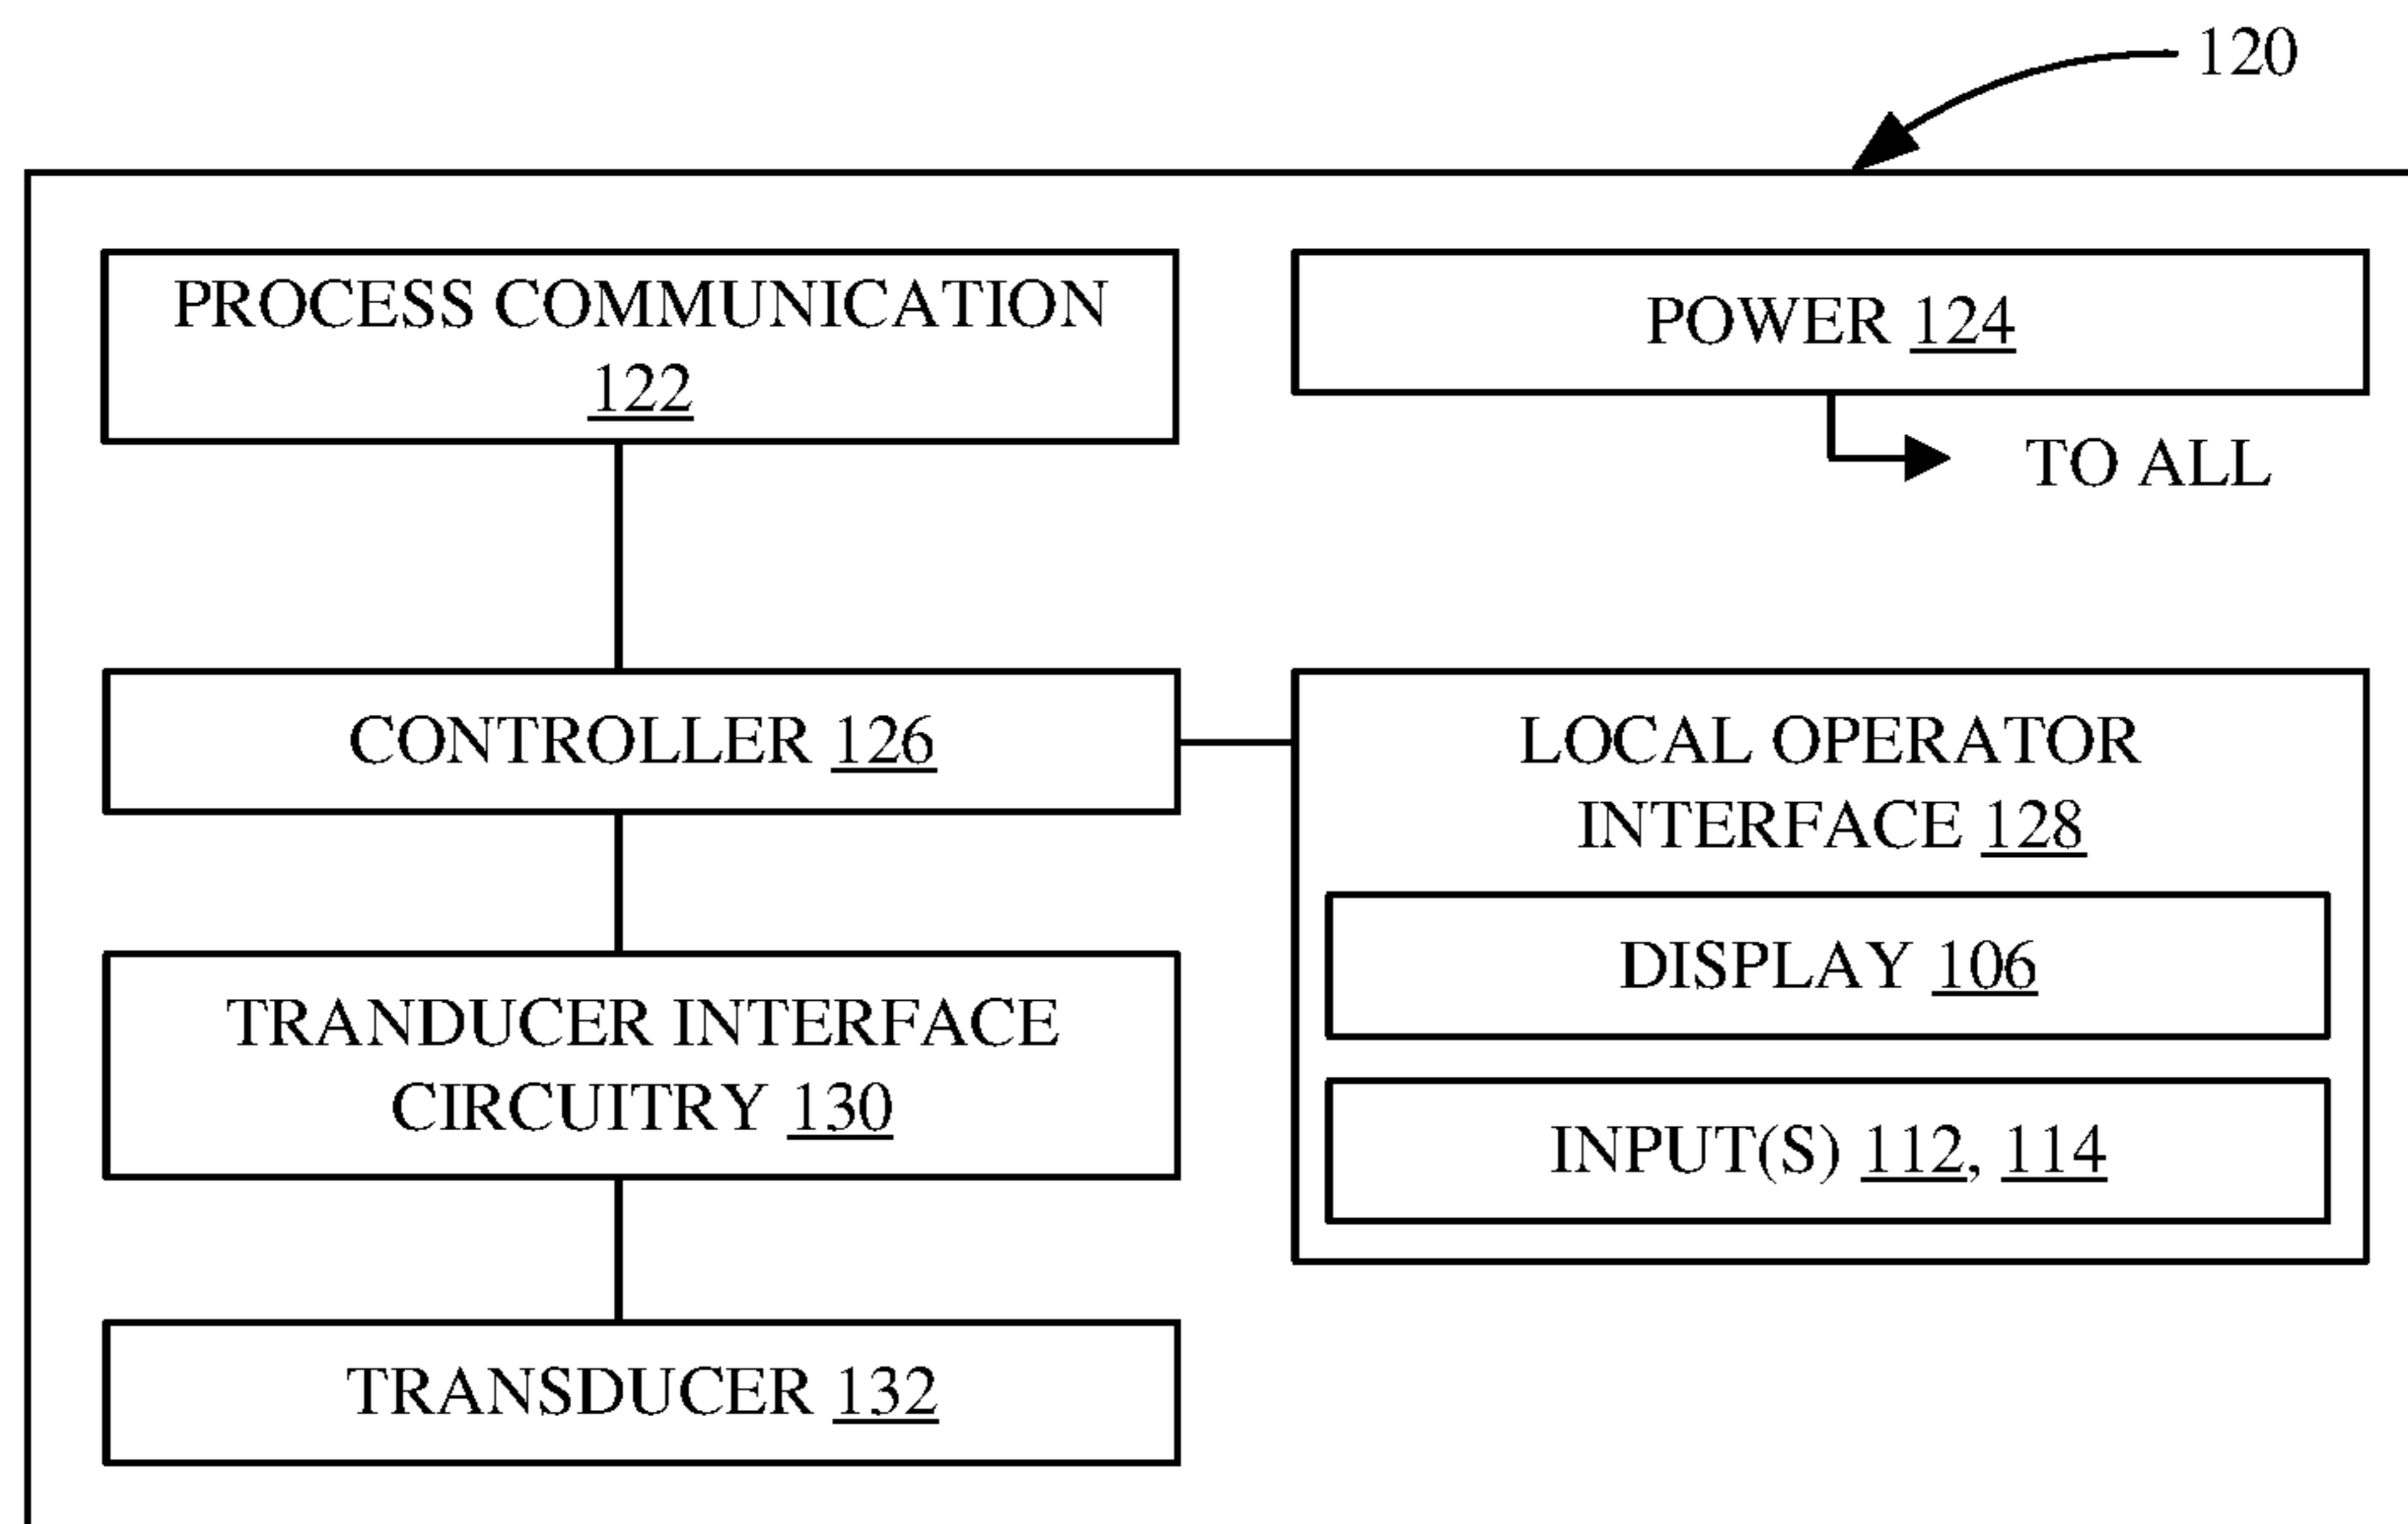 120
PROCESS COMMUNICATION
122
POWER 124
TO ALL
CONTROLLER 126
LOCAL OPERATOR
INTERFACE 128
DISPLAY 106
INPUT(S) 112, 114
TRANDUCER INTERFACE
CIRCUITRY 130
TRANSDUCER 132